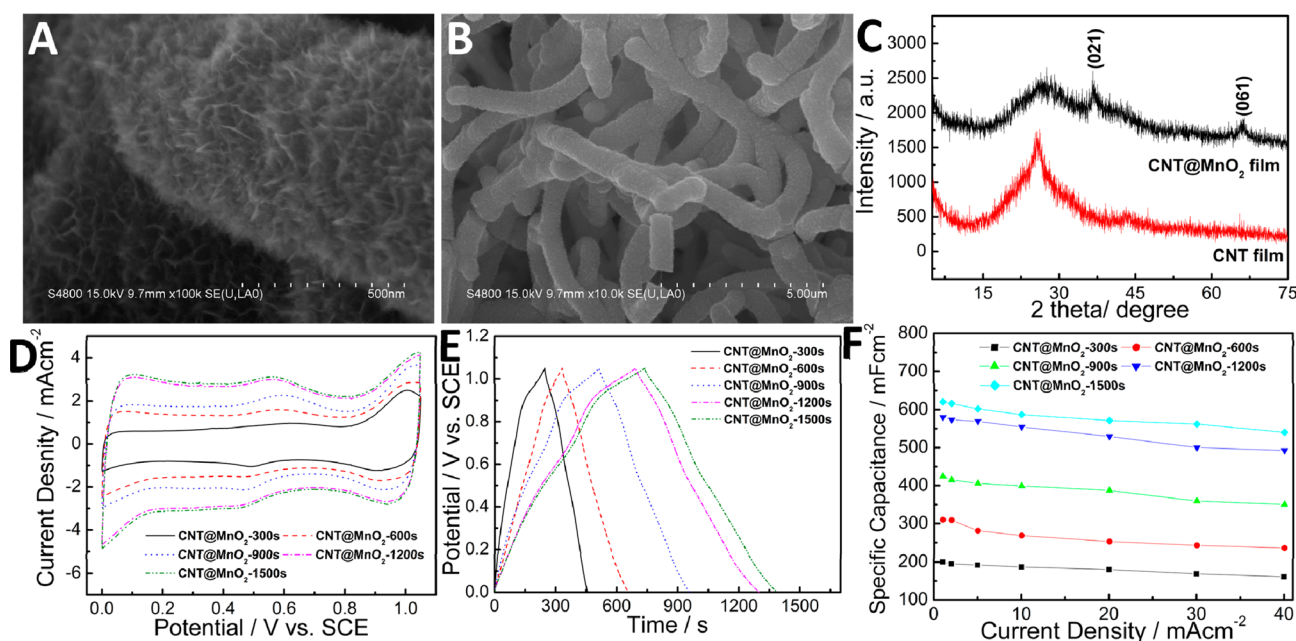 A
S4800 15.0kV 9.7mm x100k SE(U,LA0)
500nm
B
S4800 15.0kV 9.7mm x10.0k SE(U,LA0)
5.00um
C
Intensity / a.u.
3000
2500
2000
1500
1000
500
0
(021)
(061)
CNT@MnO₂ film
CNT film
15 30 45 60 75
2 theta/ degree
D
Current Desnity / mAcm⁻²
4
2
0
-2
-4
-6
CNT@MnO₂-300s CNT@MnO₂-600s
CNT@MnO₂-900s CNT@MnO₂-1200s
CNT@MnO₂-1500s
0.0 0.2 0.4 0.6 0.8 1.0
Potential / V vs. SCE
E
Potential / V vs. SCE)
1.2
1.0
0.8
0.6
0.4
0.2
0.0
CNT@MnO₂-300s
CNT@MnO₂-600s
CNT@MnO₂-900s
CNT@MnO₂-1200s
CNT@MnO₂-1500s
0 300 600 900 1200 1500
Time / s
F
Specific Capacitance / mFcm⁻²
800
700
600
500
400
300
200
100
CNT@MnO₂-300s CNT@MnO₂-600s
CNT@MnO₂-900s CNT@MnO₂-1200s
CNT@MnO₂-1500s
0 10 20 30 40
Current Density / mAcm⁻²